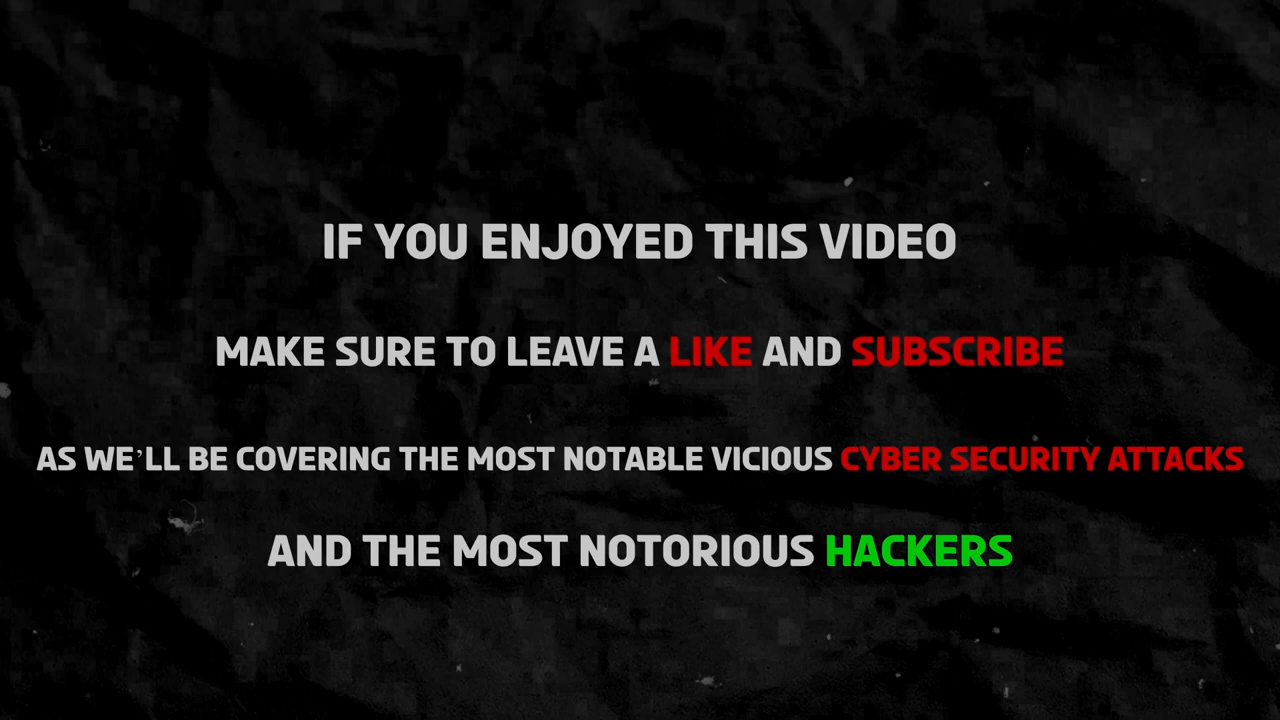 IF YOU ENJOYED THIS VIDEO
MAKE SURE TO LEAVE A LIKE AND SUBSCRIBE
AS WE'LL BE COVERING THE MOST NOTABLE VICIOUS CYBER SECURITY ATTACKS
AND THE MOST NOTORIOUS HACKERS